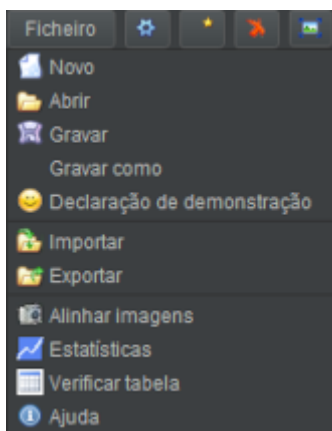 Ficheiro
Novo
Abrir
Gravar
Gravar como
Declaração de demonstração
Importar
Exportar
Alinhar imagens
Estatísticas
Verificar tabela
Ajuda